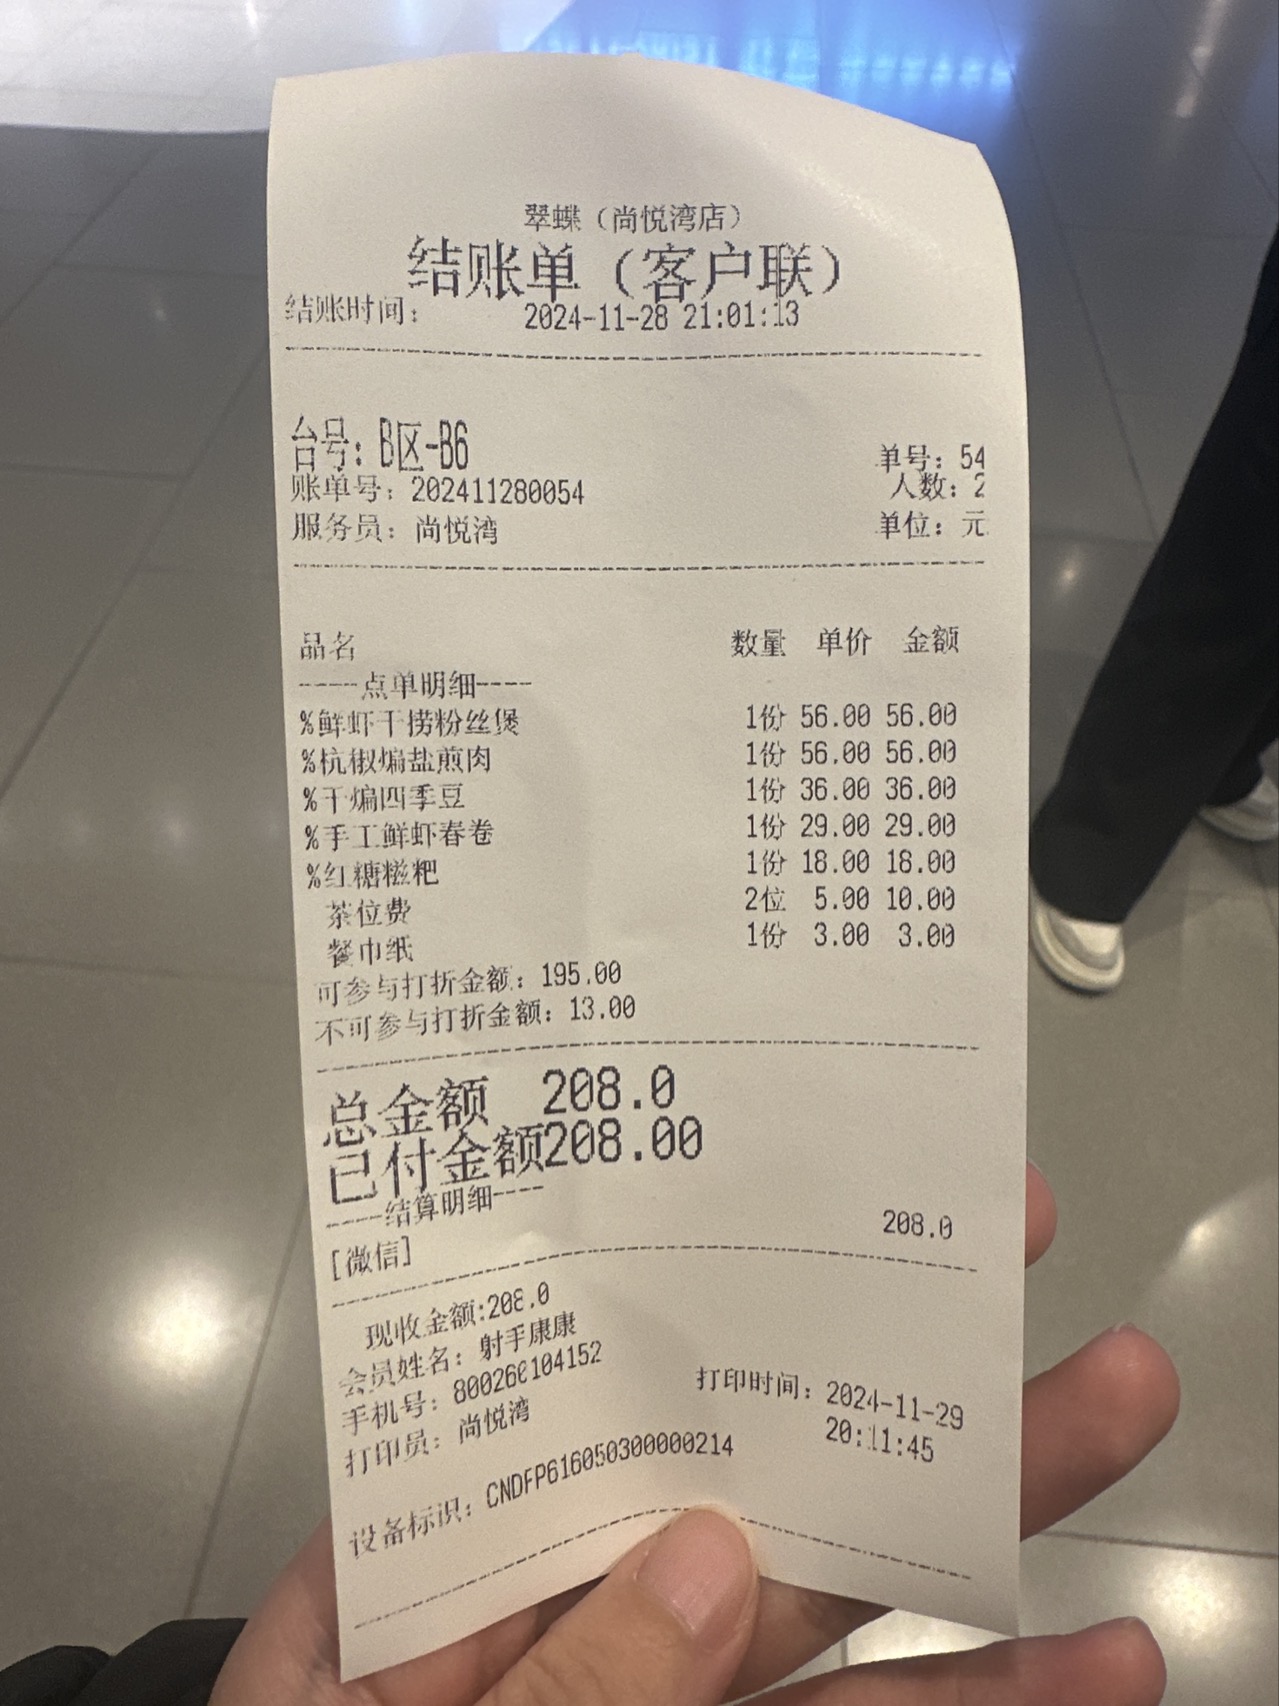 翠蝶（尚悦湾店）
结账单（客户联）
结账时间： 2024-11-28 21:01:13
台号：B区-B6 单号：54
账单号：202411280054 人数：2
服务员：尚悦湾 单位：元
品名 数量 单价 金额
----点单明细----
%鲜虾干捞粉丝煲 1份 56.00 56.00
%杭椒煸盐煎肉 1份 56.00 56.00
%干煸四季豆 1份 36.00 36.00
%手工鲜虾春卷 1份 29.00 29.00
%红糖糍粑 1份 18.00 18.00
茶位费 2位 5.00 10.00
餐巾纸 1份 3.00 3.00
可参与打折金额：195.00
不可参与打折金额：13.00
总金额 208.0
已付金额208.00
----结算明细----
[微信] 208.0
现收金额:208.0
会员姓名：射手康康
手机号：800260104152
打印员：尚悦湾 打印时间：2024-11-29
20:11:45
设备标识：CNDFP616050300000214